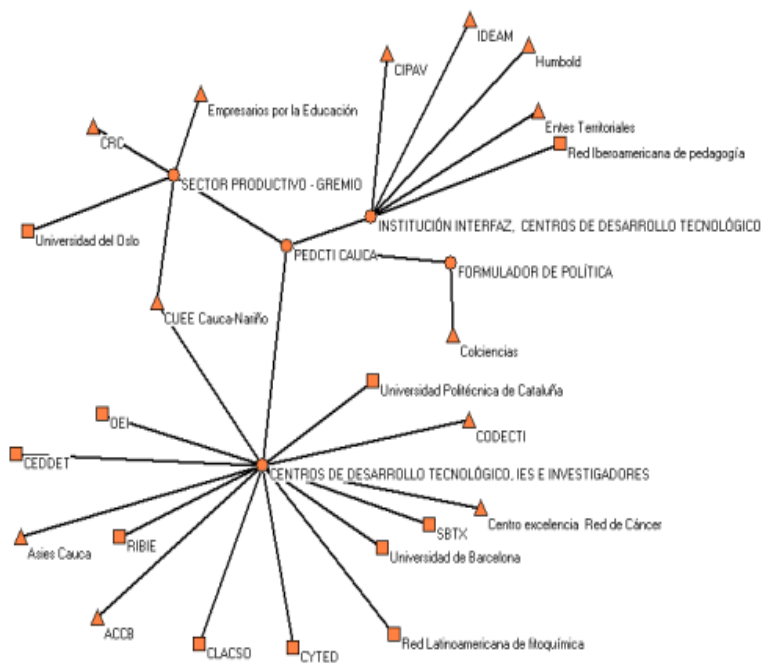 IDEAM
Humbold
CIPAV
Empresarios por la Educación
Entes Territoriales
CRC
Red Iberoamericana de pedagogía
SECTOR PRODUCTIVO - GREMIO
INSTITUCIÓN INTERFAZ, CENTROS DE DESARROLLO TECNOLÓGICO
Universidad del Oslo
PEDCTI CAUCA
FORMULADOR DE POLÍTICA
CUEE Cauca-Nariño
Colciencias
Universidad Politécnica de Cataluña
OEI
CODECTI
CEDDET
CENTROS DE DESARROLLO TECNOLÓGICO, IES E INVESTIGADORES
Centro excelencia Red de Cáncer
SBTX
Asies Cauca
RIBIE
Universidad de Barcelona
ACCB
Red Latinoamericana de fitoquímica
CLACSO
CYTED